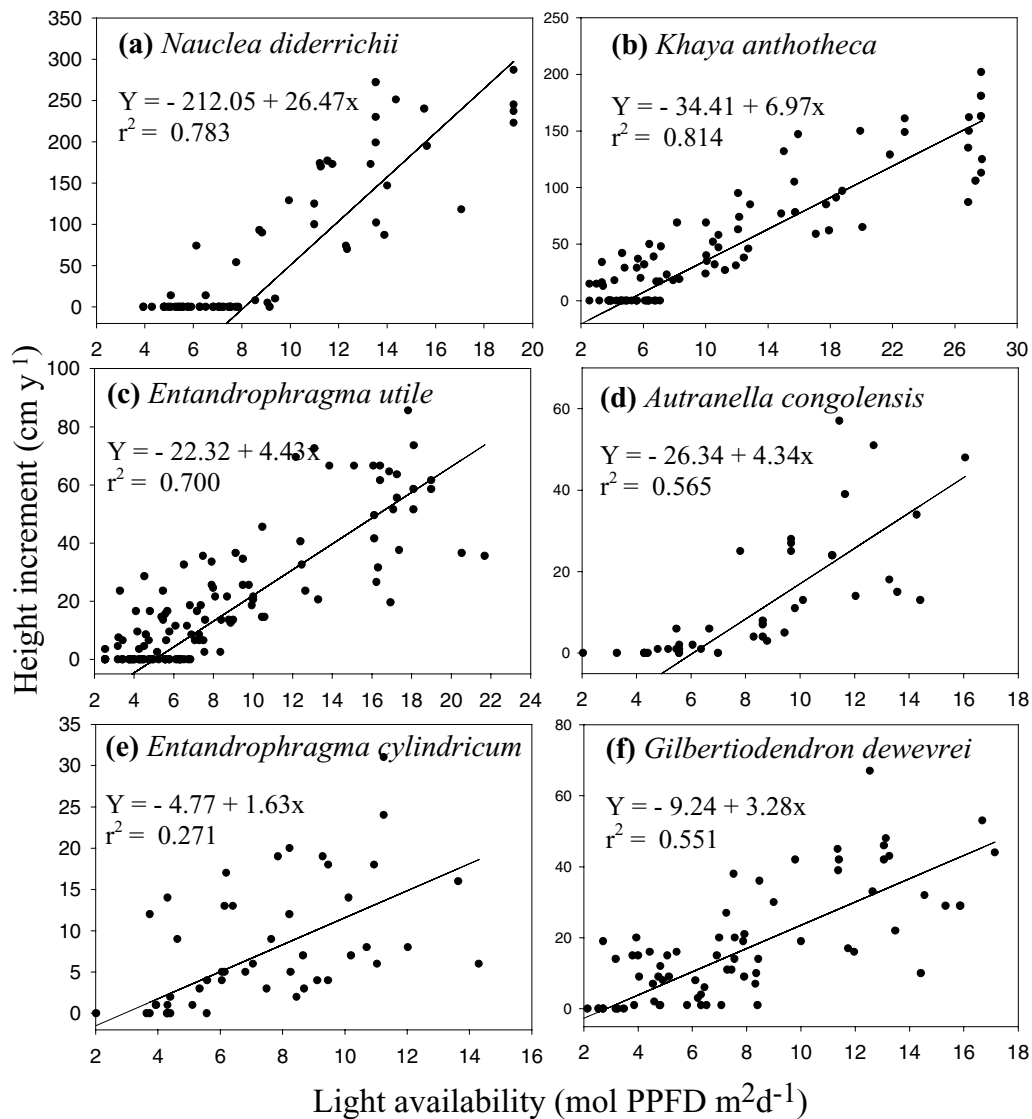 (a) Nauclea diderrichii
Y = - 212.05 + 26.47x
r² = 0.783
350
300
250
200
150
100
50
0
2 4 6 8 10 12 14 16 18 20
(b) Khaya anthotheca
Y = - 34.41 + 6.97x
r² = 0.814
250
200
150
100
50
0
2 6 10 14 18 22 26 30
(c) Entandrophragma utile
Y = - 22.32 + 4.43x
r² = 0.700
100
80
60
40
20
0
2 4 6 8 10 12 14 16 18 20 22 24
(d) Autranella congolensis
Y = - 26.34 + 4.34x
r² = 0.565
60
40
20
0
2 4 6 8 10 12 14 16 18
(e) Entandrophragma cylindricum
Y = - 4.77 + 1.63x
r² = 0.271
35
30
25
20
15
10
5
0
2 4 6 8 10 12 14 16
(f) Gilbertiodendron dewevrei
Y = - 9.24 + 3.28x
r² = 0.551
80
60
40
20
0
2 4 6 8 10 12 14 16 18
Height increment (cm y ¹)
Light availability (mol PPFD m²d⁻¹)